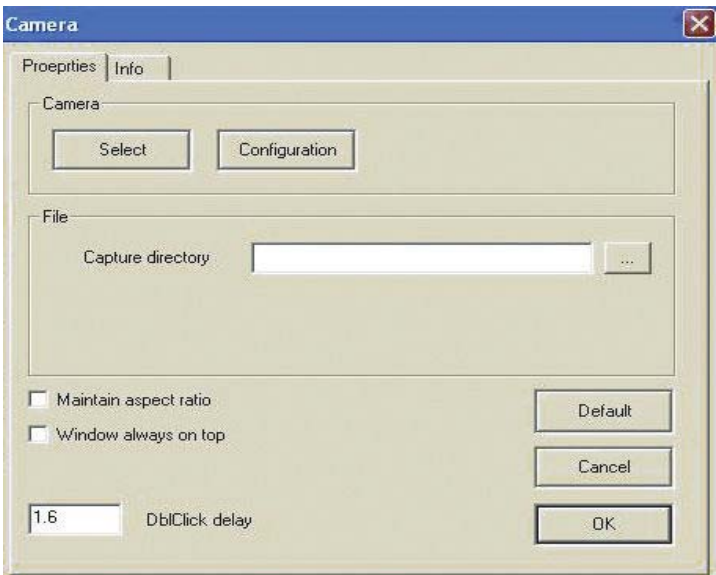 Camera
Proeprties Info
Camera
Select Configuration
File
Capture directory ...
Maintain aspect ratio
Default
Window always on top
Cancel
1.6 DblClick delay
OK